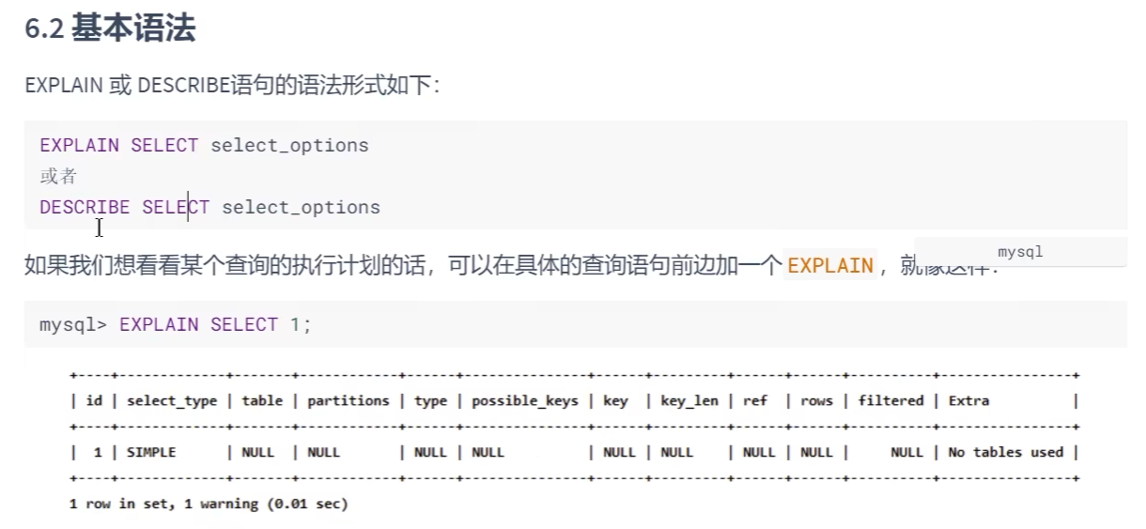 6.2 基本语法
EXPLAIN 或 DESCRIBE语句的语法形式如下：
EXPLAIN SELECT select_options
或者
DESCRIBE SELECT select_options
如果我们想看看某个查询的执行计划的话，可以在具体的查询语句前边加一个 EXPLAIN ，就像这样：
mysql
mysql> EXPLAIN SELECT 1;
+----+-------------+-------+------------+------+---------------+------+---------+------+------+----------+----------------+
| id | select_type | table | partitions | type | possible_keys | key | key_len | ref | rows | filtered | Extra |
+----+-------------+-------+------------+------+---------------+------+---------+------+------+----------+----------------+
| 1 | SIMPLE | NULL | NULL | NULL | NULL | NULL | NULL | NULL | NULL | NULL | No tables used |
+----+-------------+-------+------------+------+---------------+------+---------+------+------+----------+----------------+
1 row in set, 1 warning (0.01 sec)